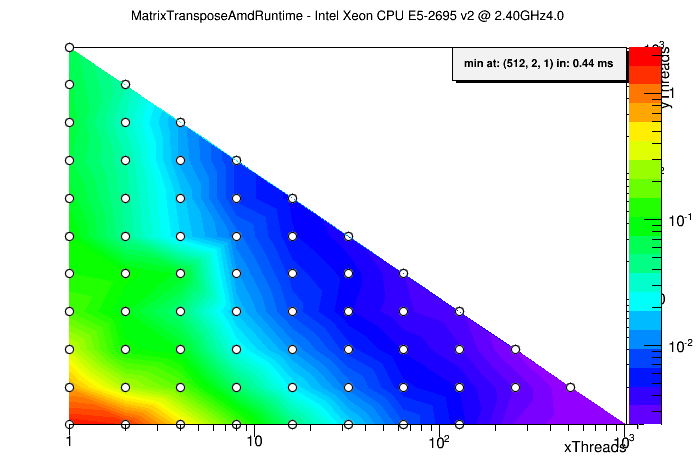 MatrixTransposeAmdRuntime - Intel Xeon CPU E5-2695 v2 @ 2.40GHz4.0
min at: (512, 2, 1) in: 0.44 ms
yThreads
1
10⁻¹
10⁻²
1
10
10²
10³
xThreads